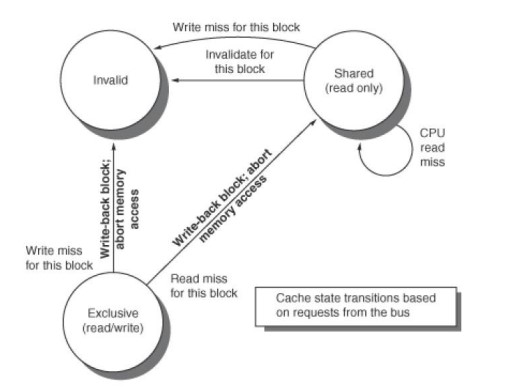 Write miss for this block
Invalidate for
this block
Invalid
Shared
(read only)
CPU
read
miss
Write-back block;
abort memory
access
Write-back block; abort
memory access
Write miss
for this block
Read miss
for this block
Exclusive
(read/write)
Cache state transitions based
on requests from the bus